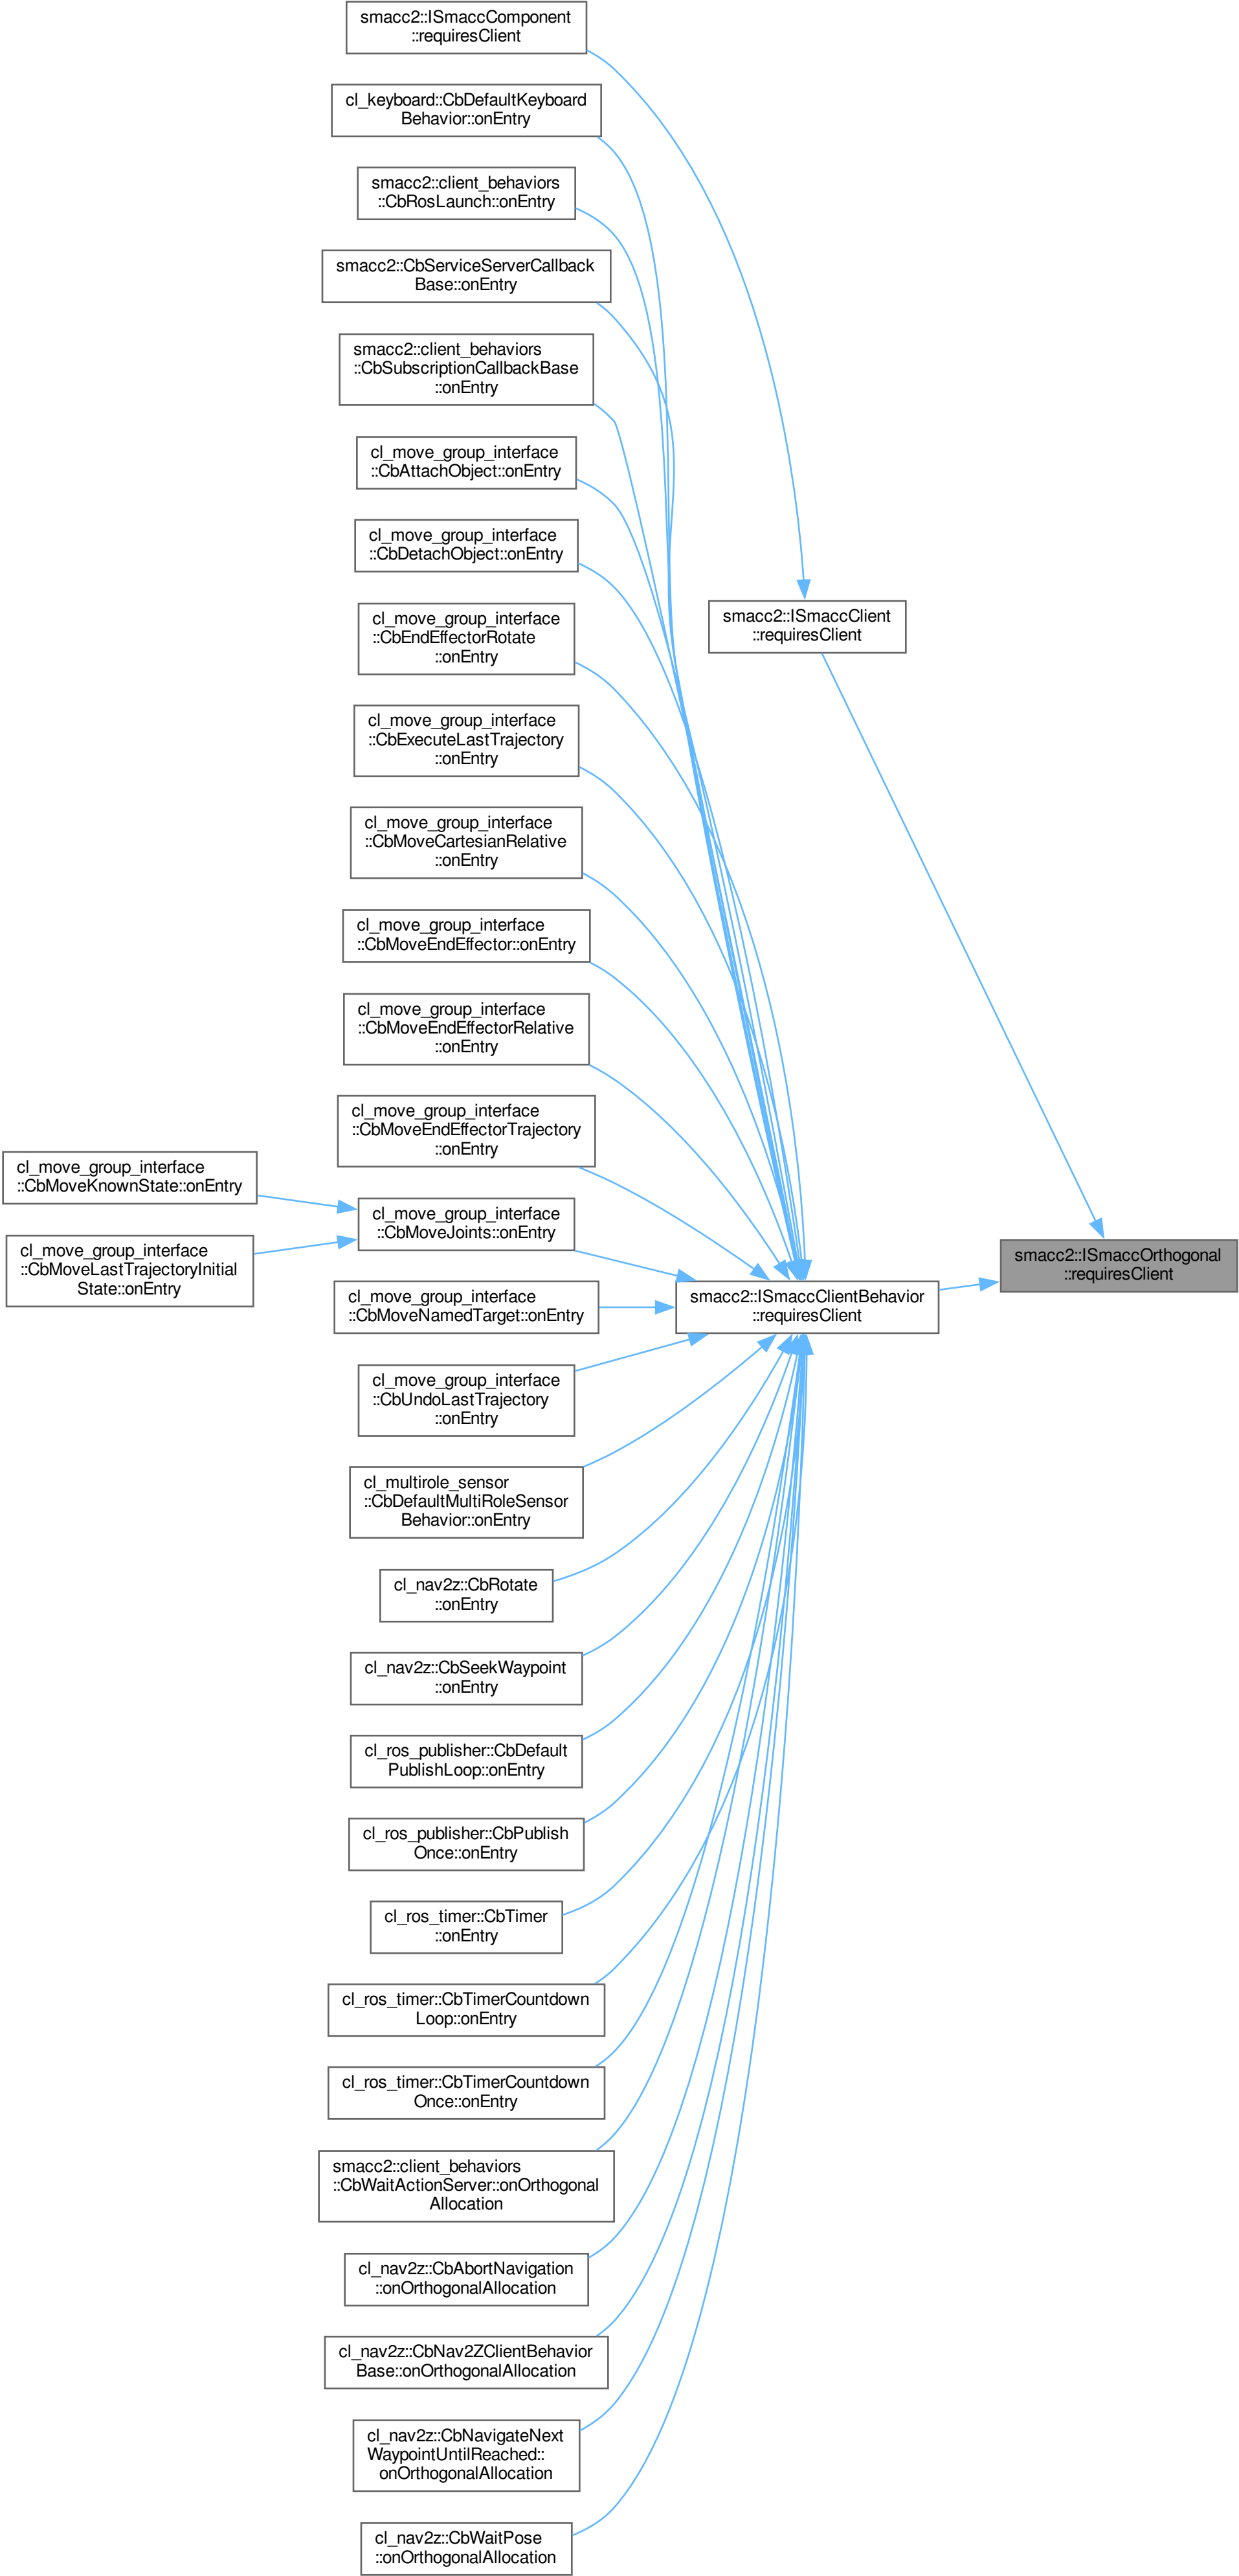 smacc2::ISmaccComponent
::requiresClient
cl_keyboard::CbDefaultKeyboard
Behavior::onEntry
smacc2::client_behaviors
::CbRosLaunch::onEntry
smacc2::CbServiceServerCallback
Base::onEntry
smacc2::client_behaviors
::CbSubscriptionCallbackBase
::onEntry
cl_move_group_interface
::CbAttachObject::onEntry
cl_move_group_interface
::CbDetachObject::onEntry
cl_move_group_interface
::CbEndEffectorRotate
::onEntry
smacc2::ISmaccClient
::requiresClient
cl_move_group_interface
::CbExecuteLastTrajectory
::onEntry
cl_move_group_interface
::CbMoveCartesianRelative
::onEntry
cl_move_group_interface
::CbMoveEndEffector::onEntry
cl_move_group_interface
::CbMoveEndEffectorRelative
::onEntry
cl_move_group_interface
::CbMoveEndEffectorTrajectory
::onEntry
cl_move_group_interface
::CbMoveKnownState::onEntry
cl_move_group_interface
::CbMoveJoints::onEntry
cl_move_group_interface
::CbMoveLastTrajectoryInitial
State::onEntry
smacc2::ISmaccOrthogonal
::requiresClient
cl_move_group_interface
::CbMoveNamedTarget::onEntry
smacc2::ISmaccClientBehavior
::requiresClient
cl_move_group_interface
::CbUndoLastTrajectory
::onEntry
cl_multirole_sensor
::CbDefaultMultiRoleSensor
Behavior::onEntry
cl_nav2z::CbRotate
::onEntry
cl_nav2z::CbSeekWaypoint
::onEntry
cl_ros_publisher::CbDefault
PublishLoop::onEntry
cl_ros_publisher::CbPublish
Once::onEntry
cl_ros_timer::CbTimer
::onEntry
cl_ros_timer::CbTimerCountdown
Loop::onEntry
cl_ros_timer::CbTimerCountdown
Once::onEntry
smacc2::client_behaviors
::CbWaitActionServer::onOrthogonal
Allocation
cl_nav2z::CbAbortNavigation
::onOrthogonalAllocation
cl_nav2z::CbNav2ZClientBehavior
Base::onOrthogonalAllocation
cl_nav2z::CbNavigateNext
WaypointUntilReached::
onOrthogonalAllocation
cl_nav2z::CbWaitPose
::onOrthogonalAllocation